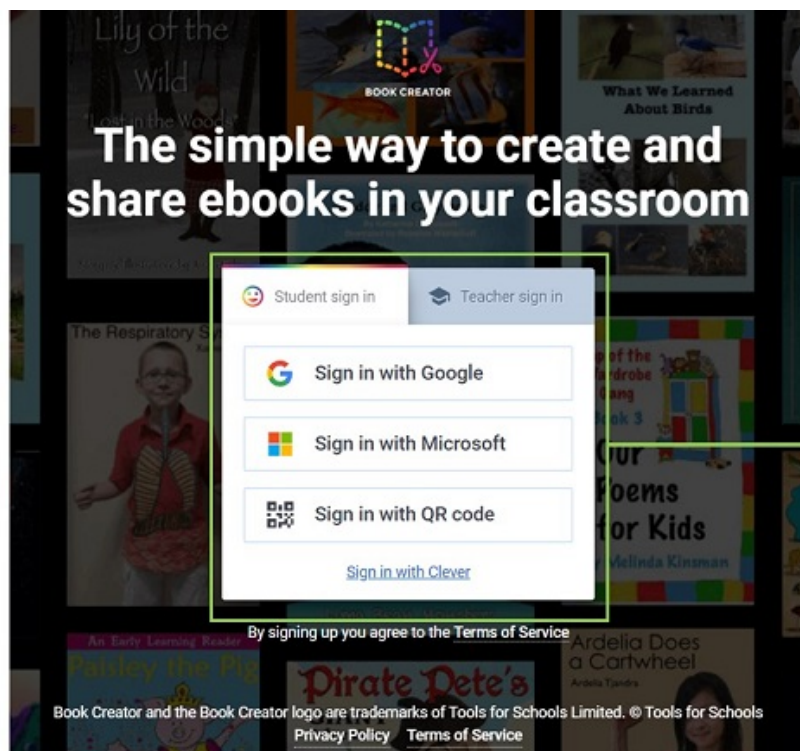 Lily of the
Wild
"Lost in the Woods"
BOOK CREATOR
What We Learned
About Birds
The simple way to create and
share ebooks in your classroom
Student sign in
Teacher sign in
The Respiratory
Sign in with Google
Sign in with Microsoft
Sign in with QR code
Sign in with Clever
of the
Book 3
Poems
for Kids
Melinda Kinsman
By signing up you agree to the Terms of Service
An Early Learning Reader
Paisley the Pig
Pirate Pete's
Ardelia Does
a Cartwheel
Ardelia Tjandra
Book Creator and the Book Creator logo are trademarks of Tools for Schools Limited. © Tools for Schools
Privacy Policy Terms of Service